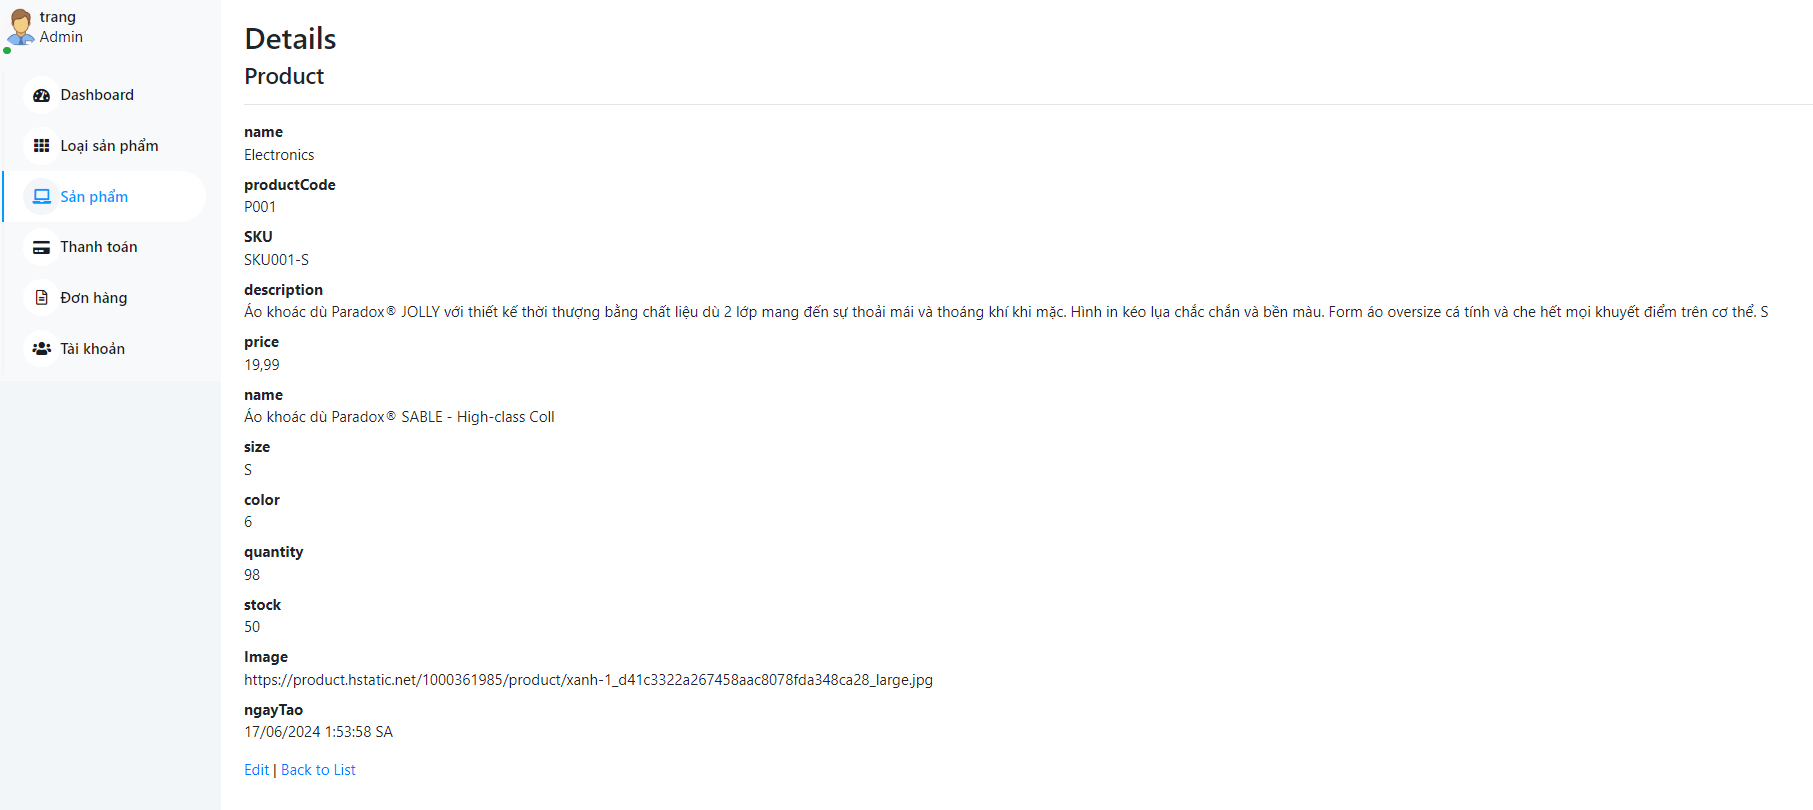 trang
Admin
Dashboard
Loại sản phẩm
Sản phẩm
Thanh toán
Đơn hàng
Tài khoản
Details
Product
name
Electronics
productCode
P001
SKU
SKU001-S
description
Áo khoác dù Paradox® JOLLY với thiết kế thời thượng bằng chất liệu dù 2 lớp mang đến sự thoải mái và thoáng khí khi mặc. Hình in kéo lụa chắc chắn và bền màu. Form áo oversize cá tính và che hết mọi khuyết điểm trên cơ thể. S
price
19,99
name
Áo khoác dù Paradox® SABLE - High-class Coll
size
S
color
6
quantity
98
stock
50
Image
https://product.hstatic.net/1000361985/product/xanh-1_d41c3322a267458aac8078fda348ca28_large.jpg
ngayTao
17/06/2024 1:53:58 SA
Edit | Back to List